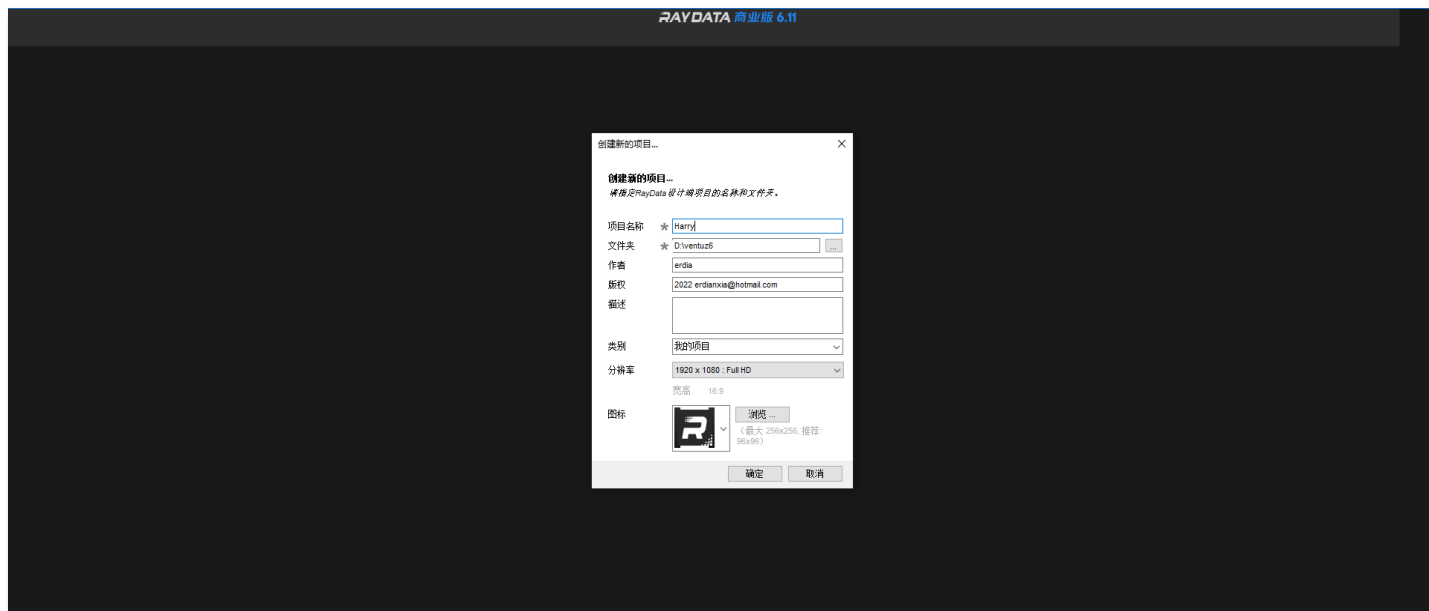 RAYDATA 商业版 6.11
创建新的项目...
创建新的项目...
请指定RayData设计端项目的名称和文件夹。
项目名称 * Harry
文件夹 * D:\ventuz6 ...
作者 erdia
版权 2022 erdianxia@hotmail.com
描述
类别 我的项目
分辨率 1920 x 1080 : Full HD
宽高 16:9
图标 R 浏览 ...
（最大 256x256, 推荐:
96x96）
确定 取消